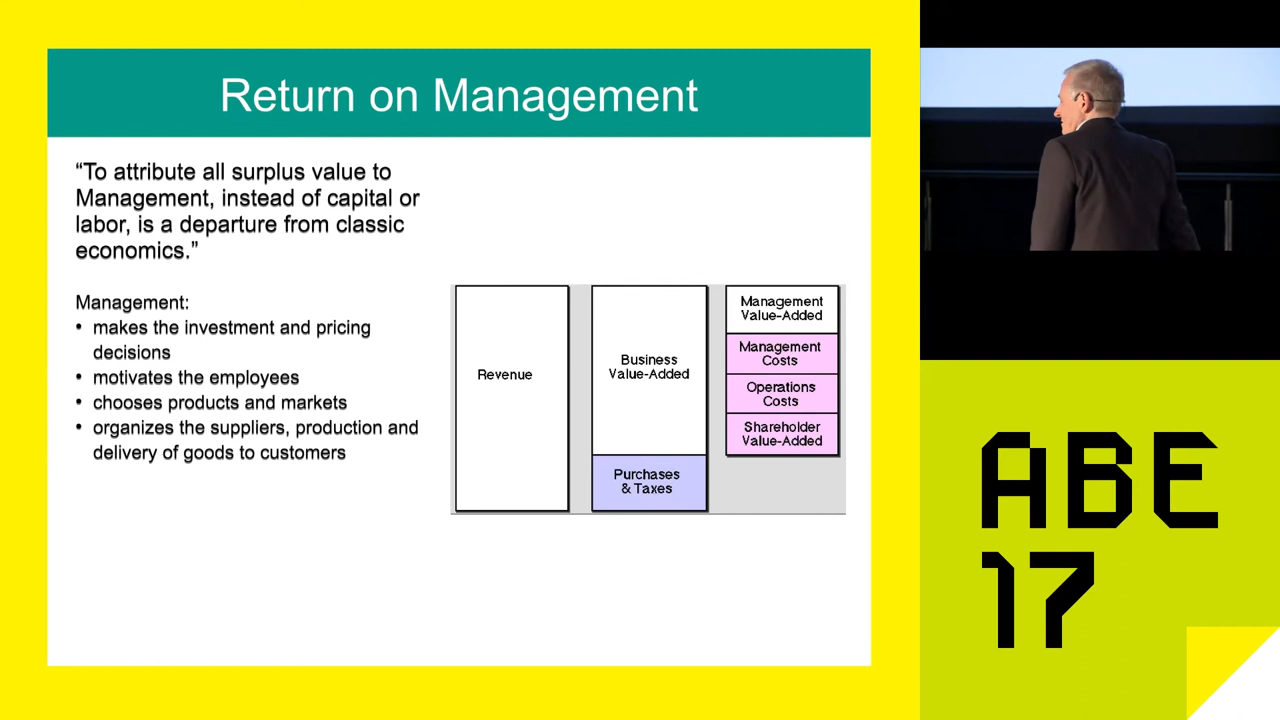 Return on Management
“To attribute all surplus value to
Management, instead of capital or
labor, is a departure from classic
economics.”
Management:
• makes the investment and pricing
decisions
• motivates the employees
• chooses products and markets
• organizes the suppliers, production and
delivery of goods to customers
Revenue
Business
Value-Added
Purchases
& Taxes
Management
Value-Added
Management
Costs
Operations
Costs
Shareholder
Value-Added
ABE
17